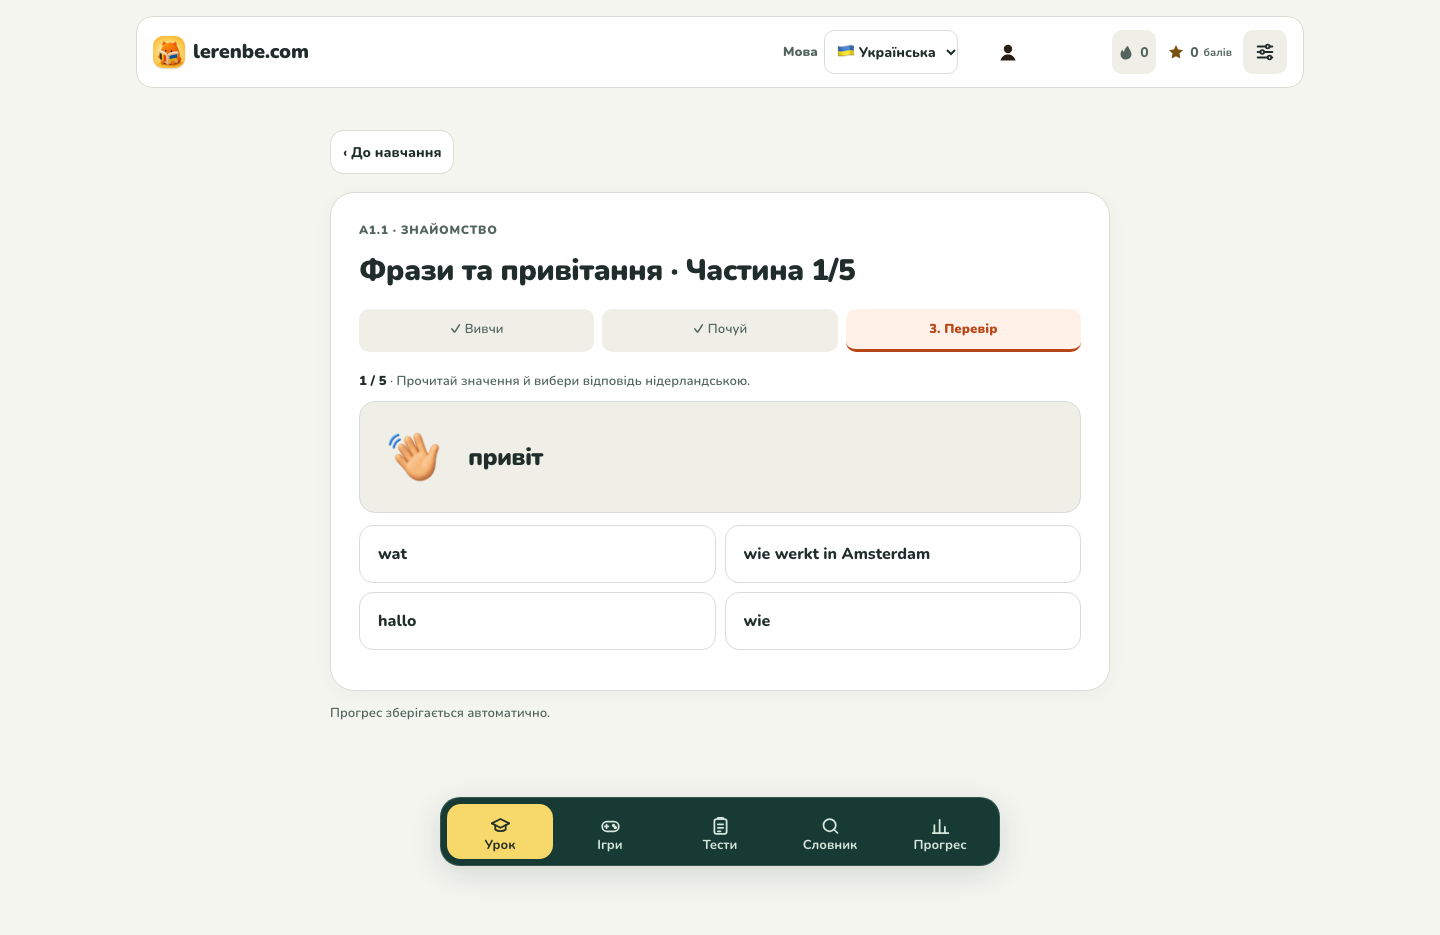 lerenbe.com
Мова
Українська
0
0 балів
‹ До навчання
A1.1 · ЗНАЙОМСТВО
Фрази та привітання · Частина 1/5
✓ Вивчи
✓ Почуй
3. Перевір
1 / 5 · Прочитай значення й вибери відповідь нідерландською.
привіт
wat
wie werkt in Amsterdam
hallo
wie
Прогрес зберігається автоматично.
Урок
Ігри
Тести
Словник
Прогрес